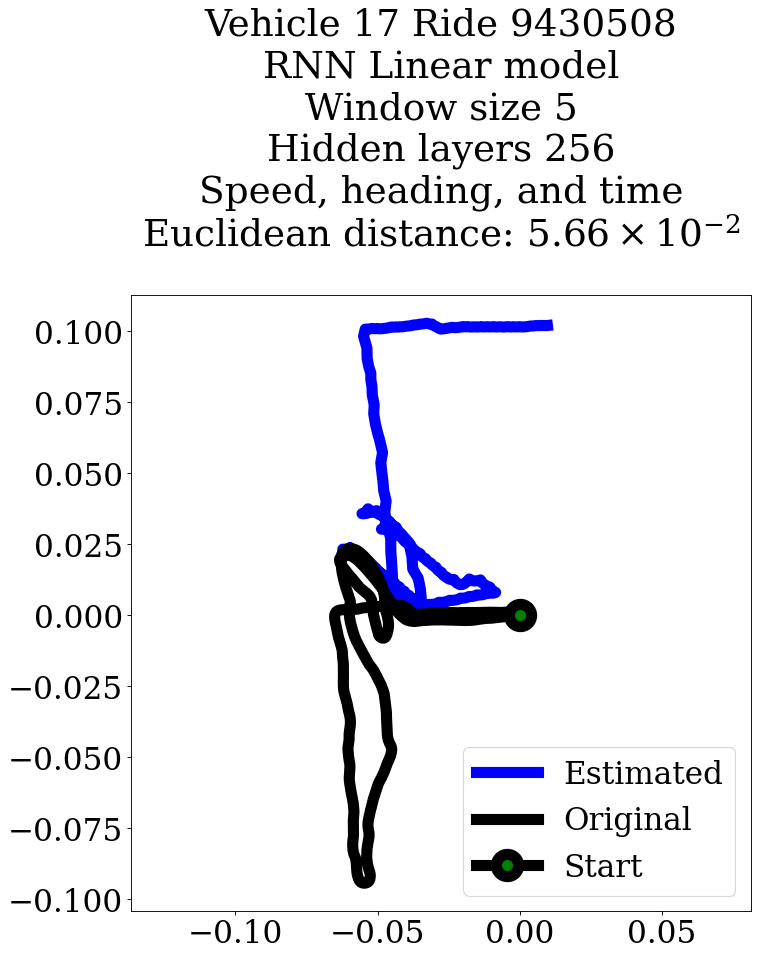 Vehicle 17 Ride 9430508
RNN Linear model
Window size 5
Hidden layers 256
Speed, heading, and time
Euclidean distance: 5.66 × 10⁻²
0.100
0.075
0.050
0.025
0.000
−0.025
−0.050
−0.075
−0.100
Estimated
Original
Start
−0.10 −0.05 0.00 0.05